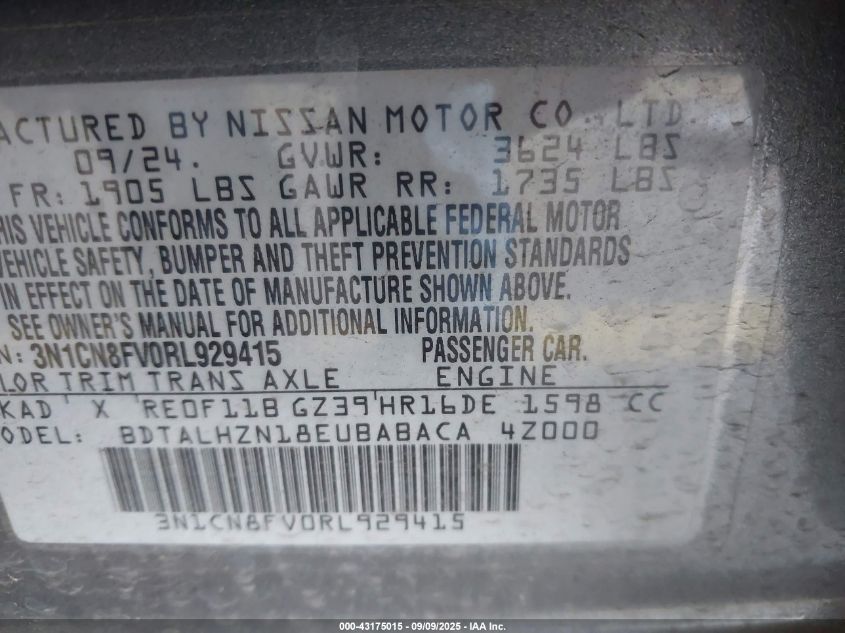 ACTURED BY NISSAN MOTOR CO., LTD.
09/24. GVWR: 3624 LBS
FR: 1905 LBS GAWR RR: 1735 LBS
HIS VEHICLE CONFORMS TO ALL APPLICABLE FEDERAL MOTOR
VEHICLE SAFETY, BUMPER AND THEFT PREVENTION STANDARDS
IN EFFECT ON THE DATE OF MANUFACTURE SHOWN ABOVE.
SEE OWNER'S MANUAL FOR ADDITIONAL INFORMATION.
N: 3N1CN8FV0RL929415 PASSENGER CAR.
LOR TRIM TRANS AXLE ENGINE
KAD X RE0F11B GZ39 HR16DE 1598 CC
ODEL: BDTALHZN18EUBABACA 4Z000
3N1CN8FV0RL929415
000-43175015 - 09/09/2025 - IAA Inc.